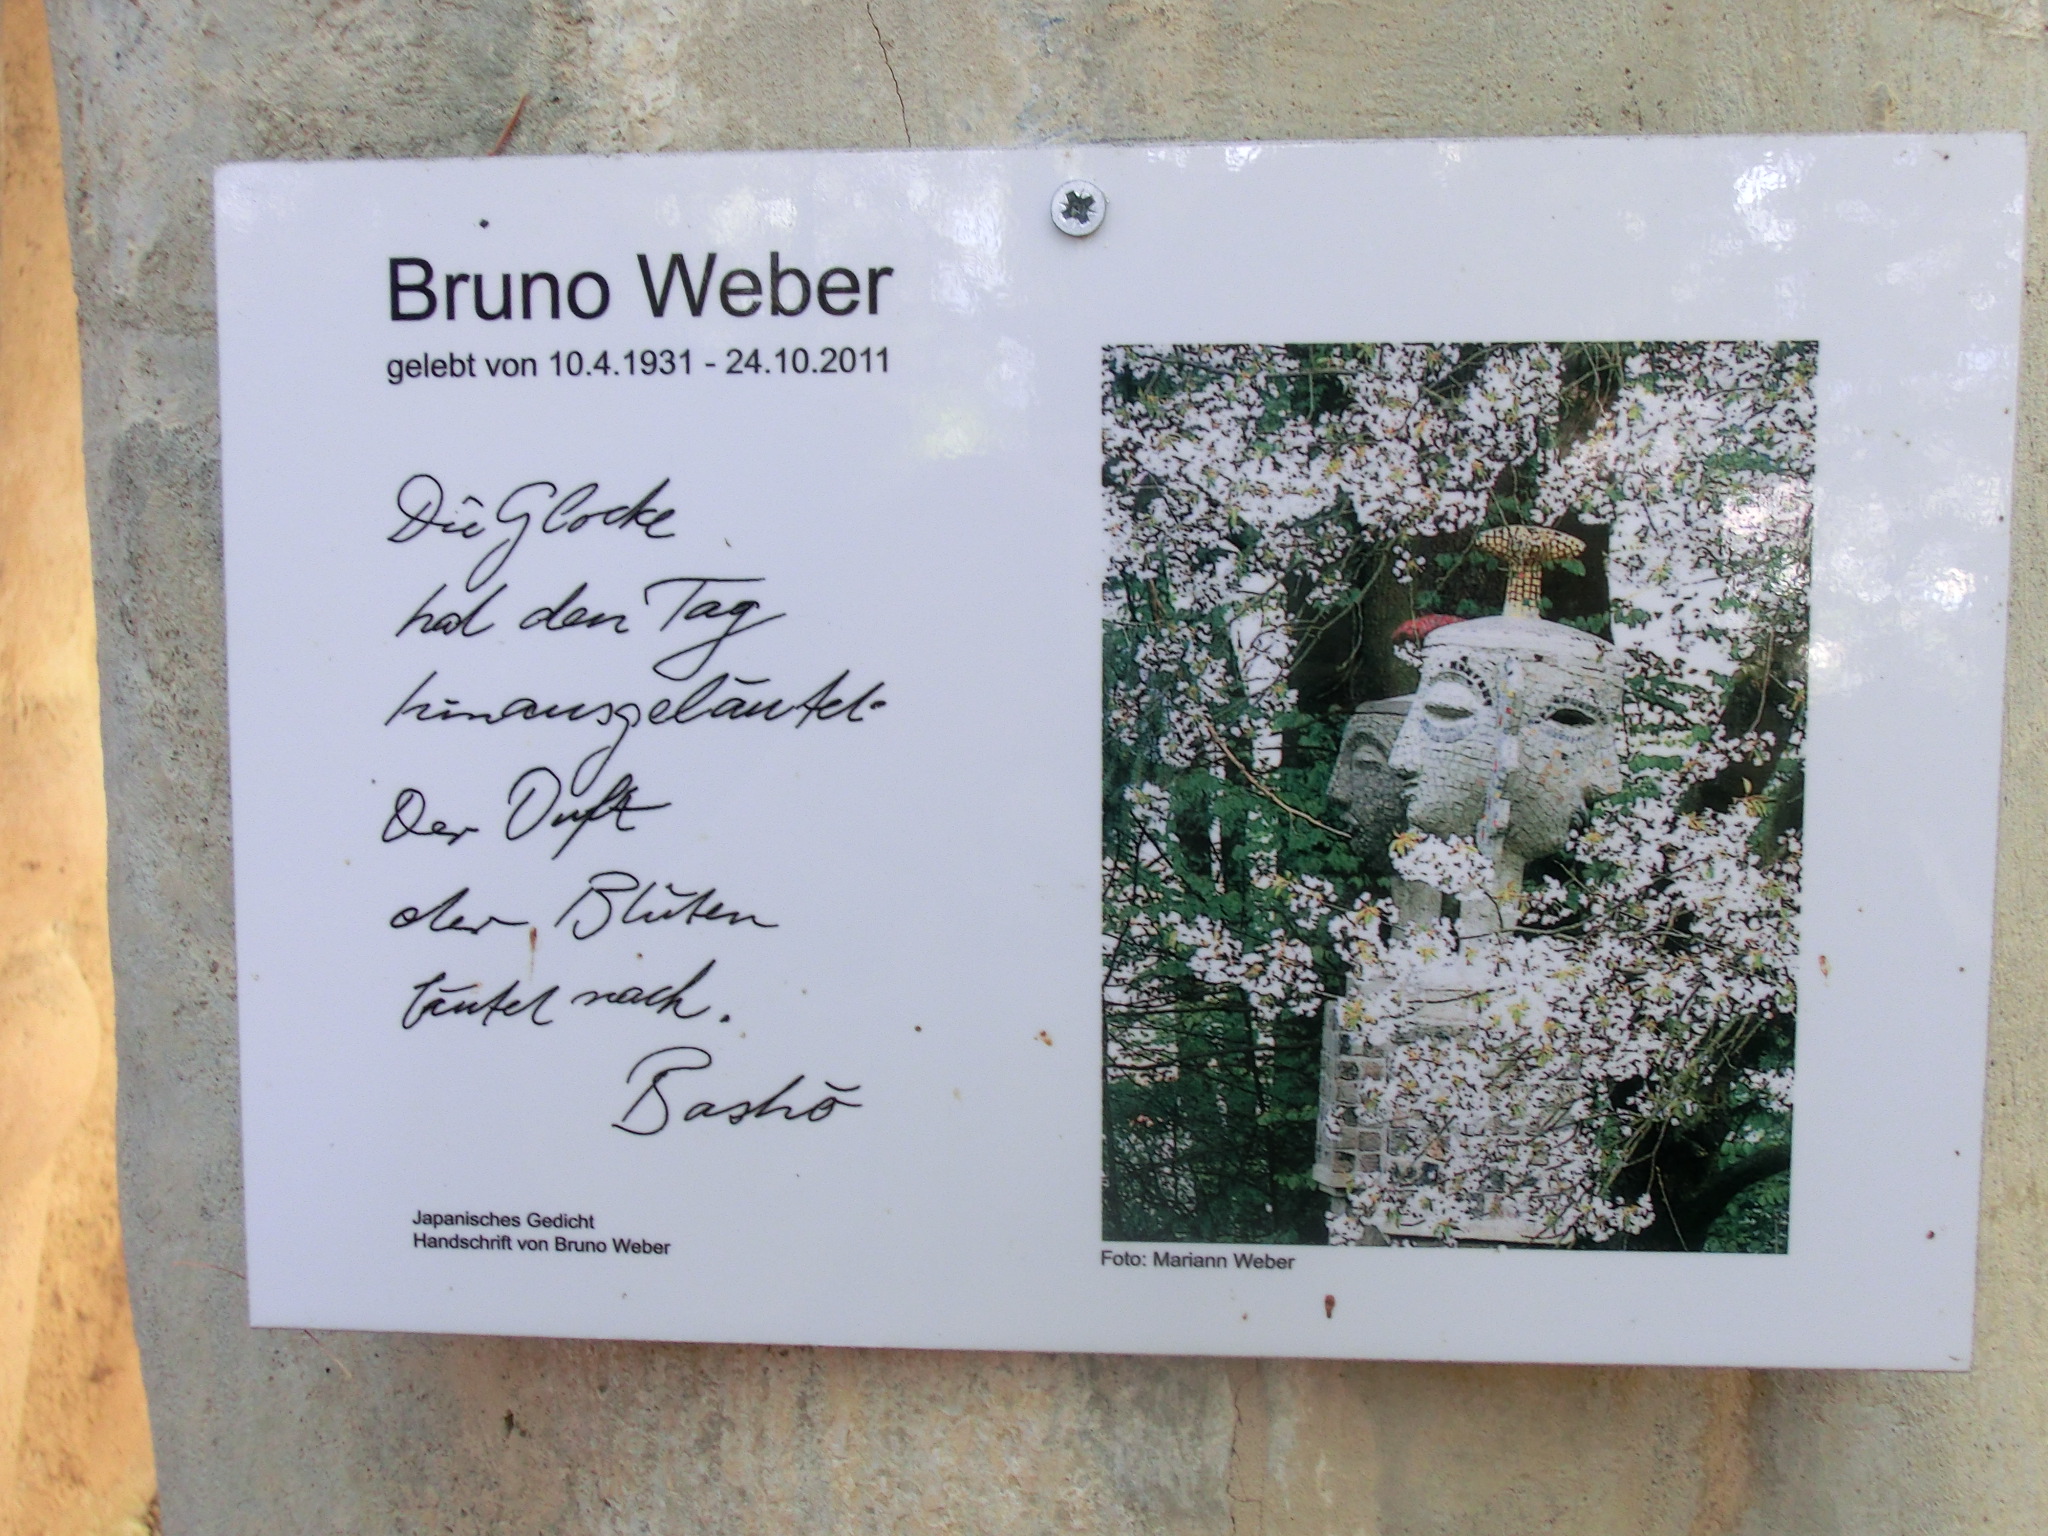 Bruno Weber
gelebt von 10.4.1931 - 24.10.2011
Die Glocke
hat den Tag
hinausgeläutet.
Der Duft
der Blüten
läutet nach.
Bashō
Japanisches Gedicht
Handschrift von Bruno Weber
Foto: Mariann Weber